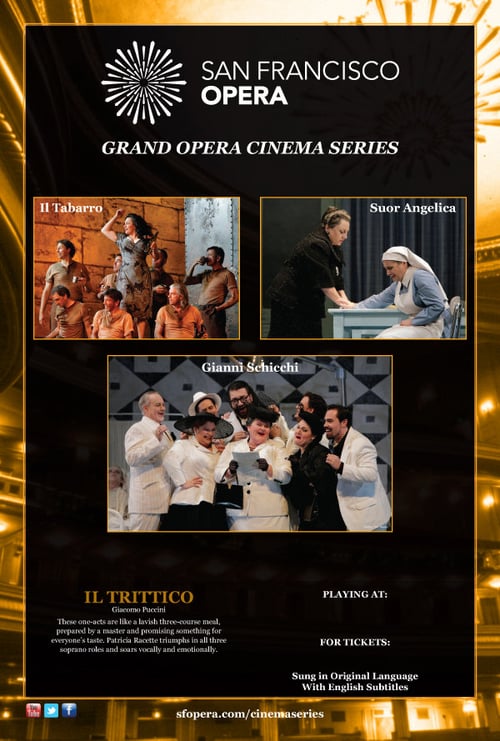 SAN FRANCISCO
OPERA
GRAND OPERA CINEMA SERIES
Il Tabarro
Suor Angelica
Gianni Schicchi
IL TRITTICO
Giacomo Puccini
These one-acts are like a lavish three-course meal,
prepared by a master and promising something for
everyone's taste. Patricia Racette triumphs in all three
soprano roles and soars vocally and emotionally.
PLAYING AT:
FOR TICKETS:
Sung in Original Language
With English Subtitles
sfopera.com/cinemaseries